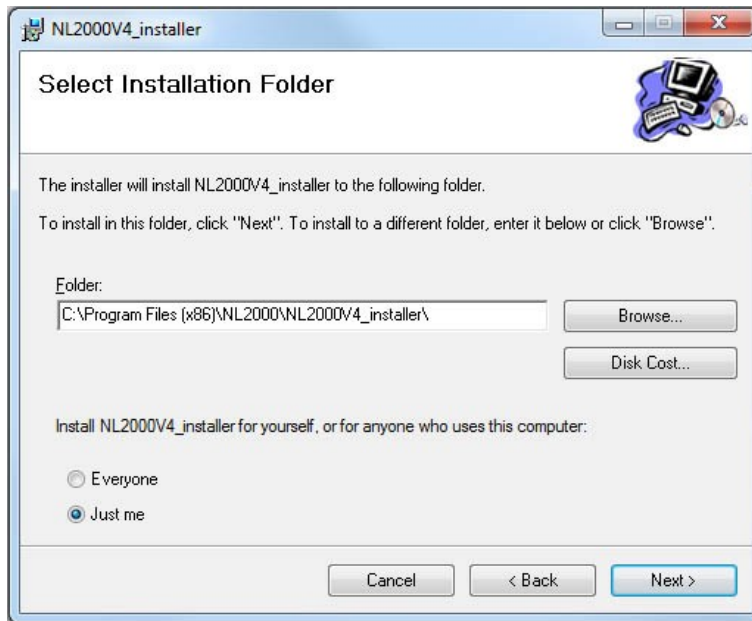 NL2000V4_installer
Select Installation Folder
The installer will install NL2000V4_installer to the following folder.
To install in this folder, click "Next". To install to a different folder, enter it below or click "Browse".
Folder:
C:\Program Files (x86)\NL2000\NL2000V4_installer\
Browse...
Disk Cost...
Install NL2000V4_installer for yourself, or for anyone who uses this computer:
Everyone
Just me
Cancel
< Back
Next >